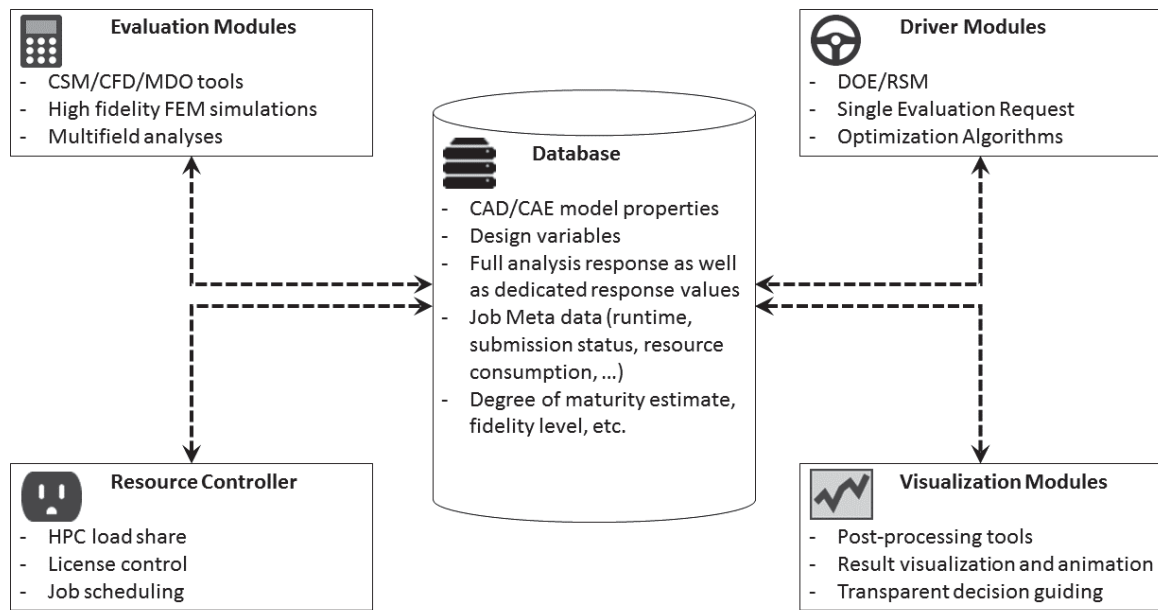 Evaluation Modules
- CSM/CFD/MDO tools
- High fidelity FEM simulations
- Multifield analyses
Driver Modules
- DOE/RSM
- Single Evaluation Request
- Optimization Algorithms
Database
- CAD/CAE model properties
- Design variables
- Full analysis response as well
as dedicated response values
- Job Meta data (runtime,
submission status, resource
consumption, ...)
- Degree of maturity estimate,
fidelity level, etc.
Resource Controller
- HPC load share
- License control
- Job scheduling
Visualization Modules
- Post-processing tools
- Result visualization and animation
- Transparent decision guiding